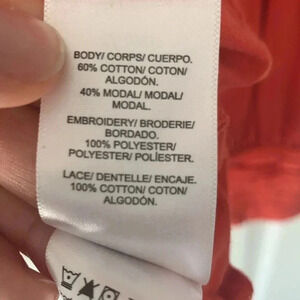 BODY/ CORPS/ CUERPO.
60% COTTON/ COTON/
ALGODÓN.
40% MODAL/ MODAL/
MODAL.
EMBROIDERY/ BRODERIE/
BORDADO.
100% POLYESTER/
POLYESTER/ POLÍESTER.
LACE/ DENTELLE/ ENCAJE.
100% COTTON/ COTON/
ALGODÓN.